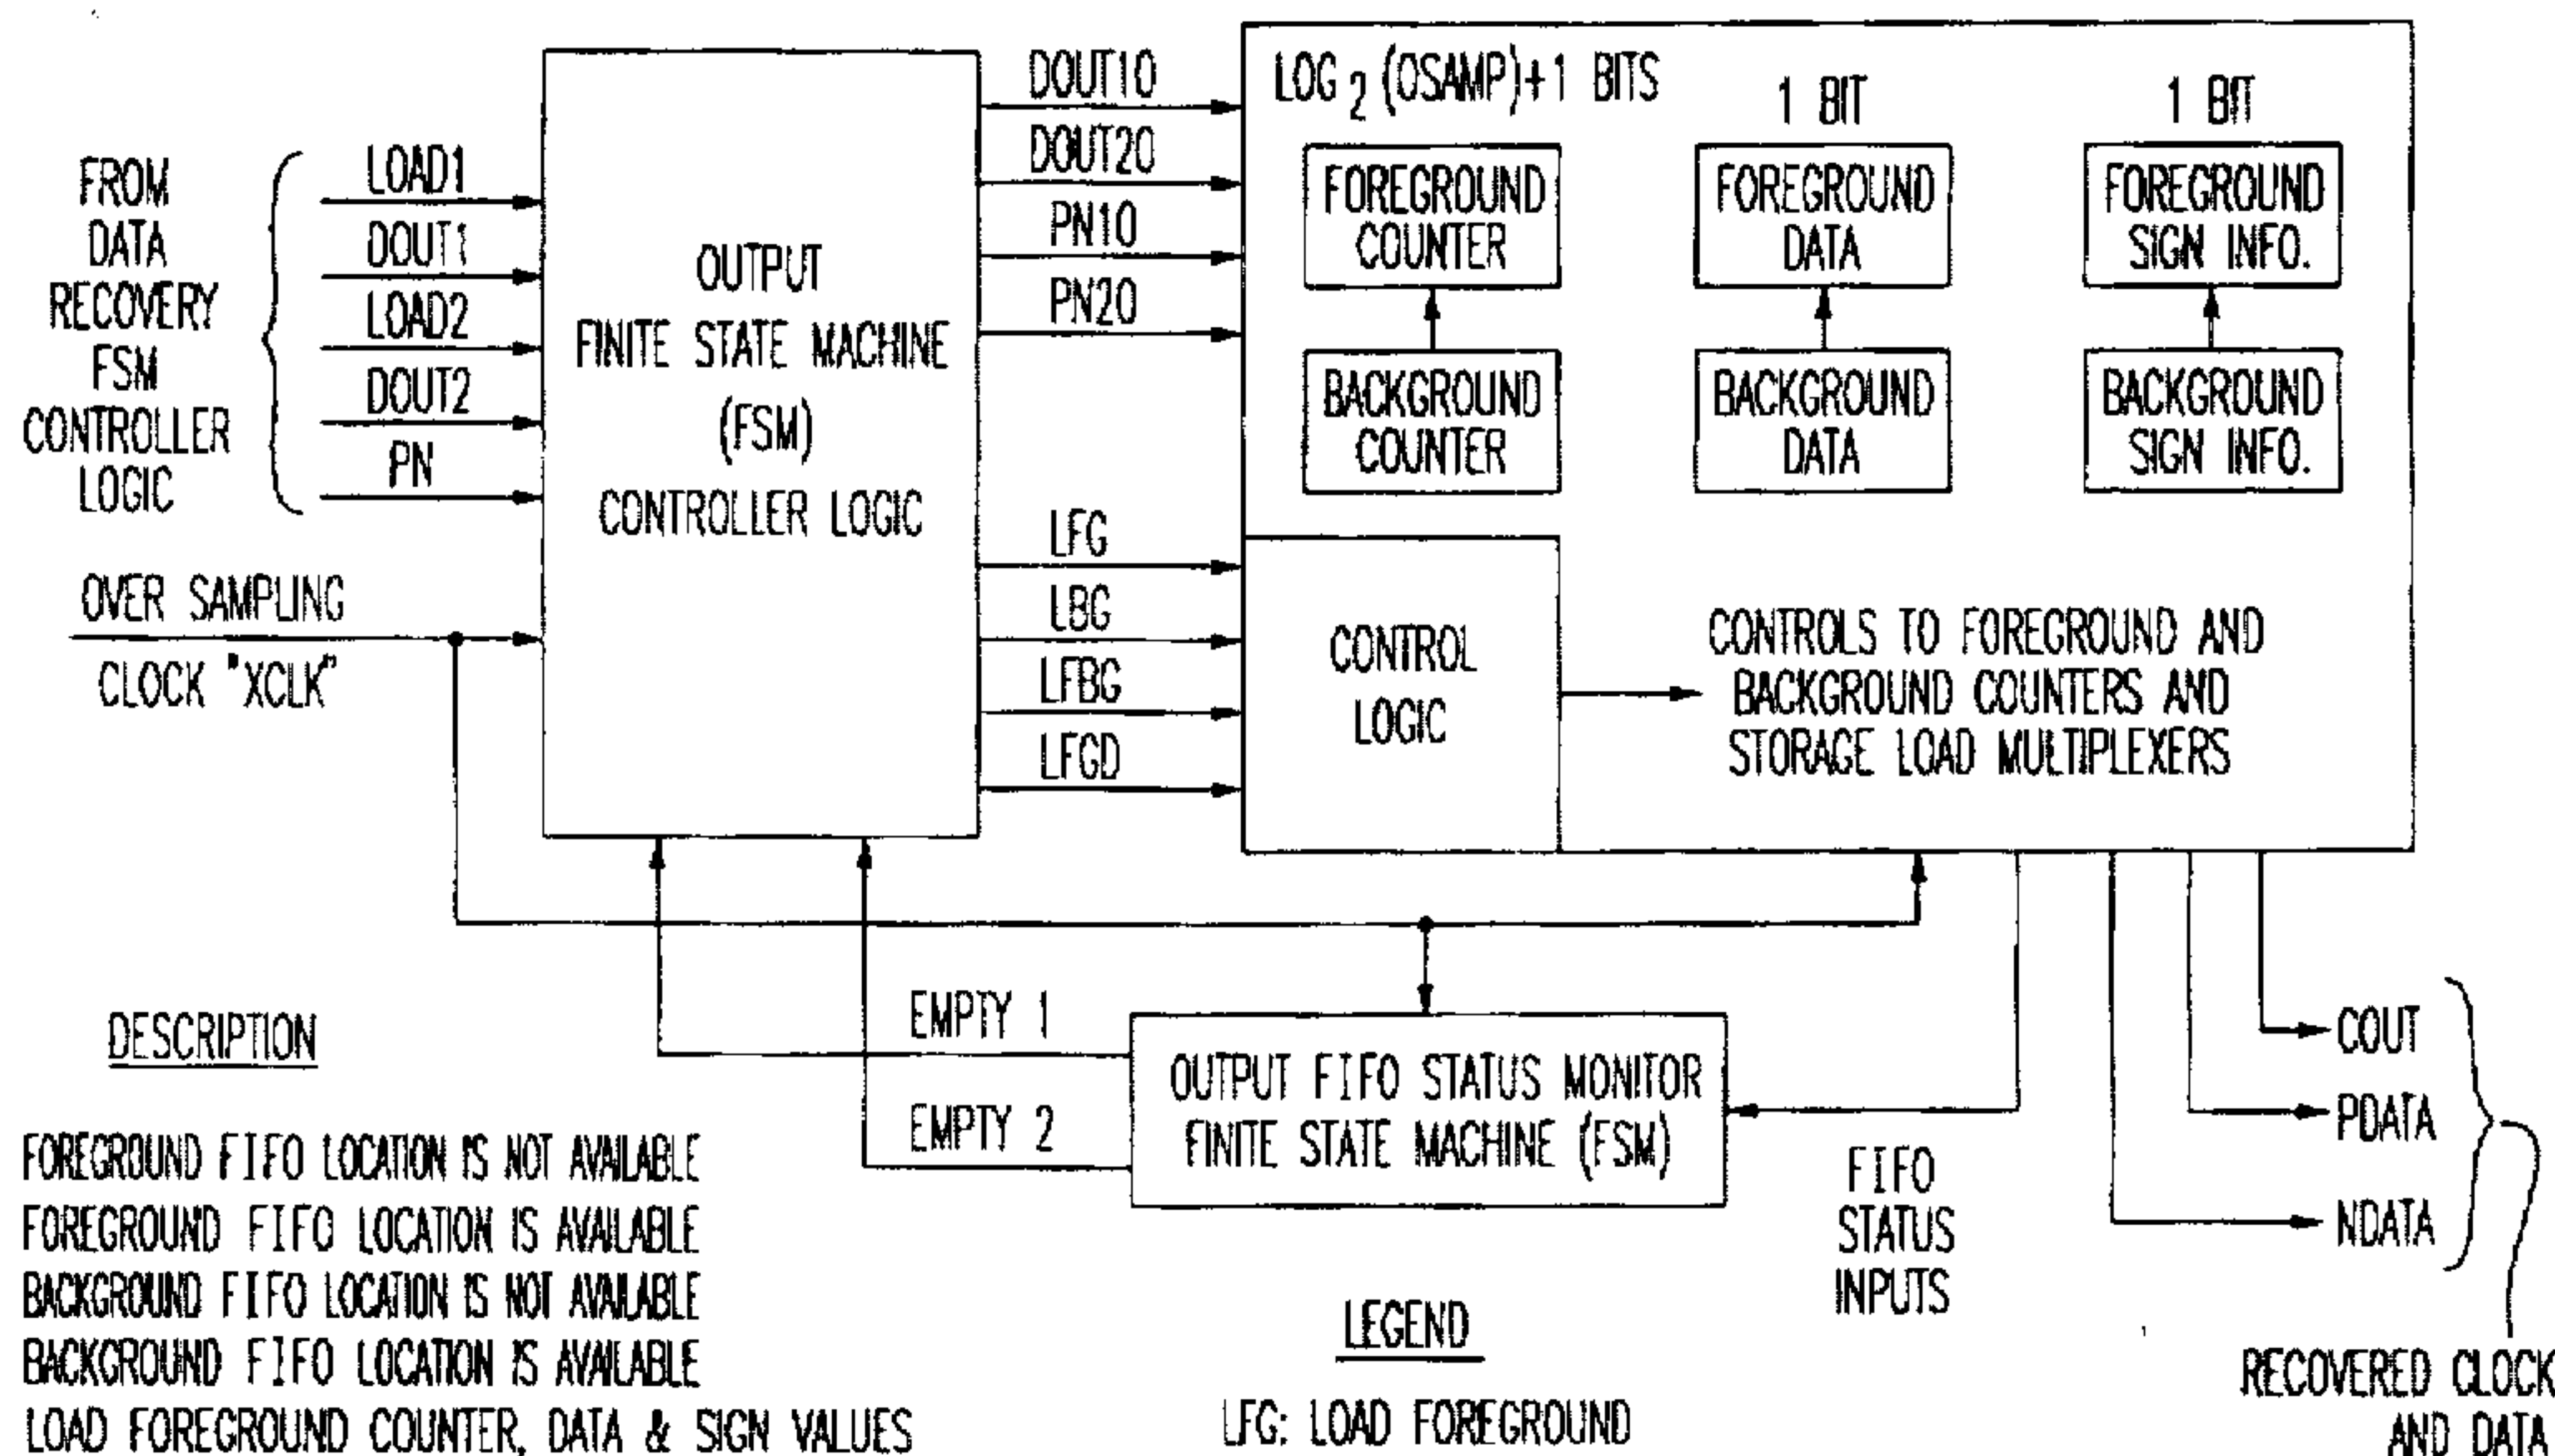 FROM
DATA
RECOVERY
FSM
CONTROLLER
LOGIC
LOAD1
DOUT1
LOAD2
DOUT2
PN
OVER SAMPLING
CLOCK "XCLK"
OUTPUT
FINITE STATE MACHINE
(FSM)
CONTROLLER LOGIC
DOUT10
DOUT20
PN10
PN20
LFG
LBG
LFBG
LFGD
LOG 2 (OSAMP)+1 BITS
1 BIT
1 BIT
FOREGROUND
COUNTER
FOREGROUND
DATA
FOREGROUND
SIGN INFO.
BACKGROUND
COUNTER
BACKGROUND
DATA
BACKGROUND
SIGN INFO.
CONTROL
LOGIC
CONTROLS TO FOREGROUND AND
BACKGROUND COUNTERS AND
STORAGE LOAD MULTIPLEXERS
EMPTY 1
EMPTY 2
OUTPUT FIFO STATUS MONITOR
FINITE STATE MACHINE (FSM)
FIFO
STATUS
INPUTS
COUT
PDATA
NDATA
RECOVERED CLOCK
AND DATA
DESCRIPTION
FOREGROUND FIFO LOCATION IS NOT AVAILABLE
FOREGROUND FIFO LOCATION IS AVAILABLE
BACKGROUND FIFO LOCATION IS NOT AVAILABLE
BACKGROUND FIFO LOCATION IS AVAILABLE
LOAD FOREGROUND COUNTER, DATA & SIGN VALUES
LEGEND
LFG: LOAD FOREGROUND